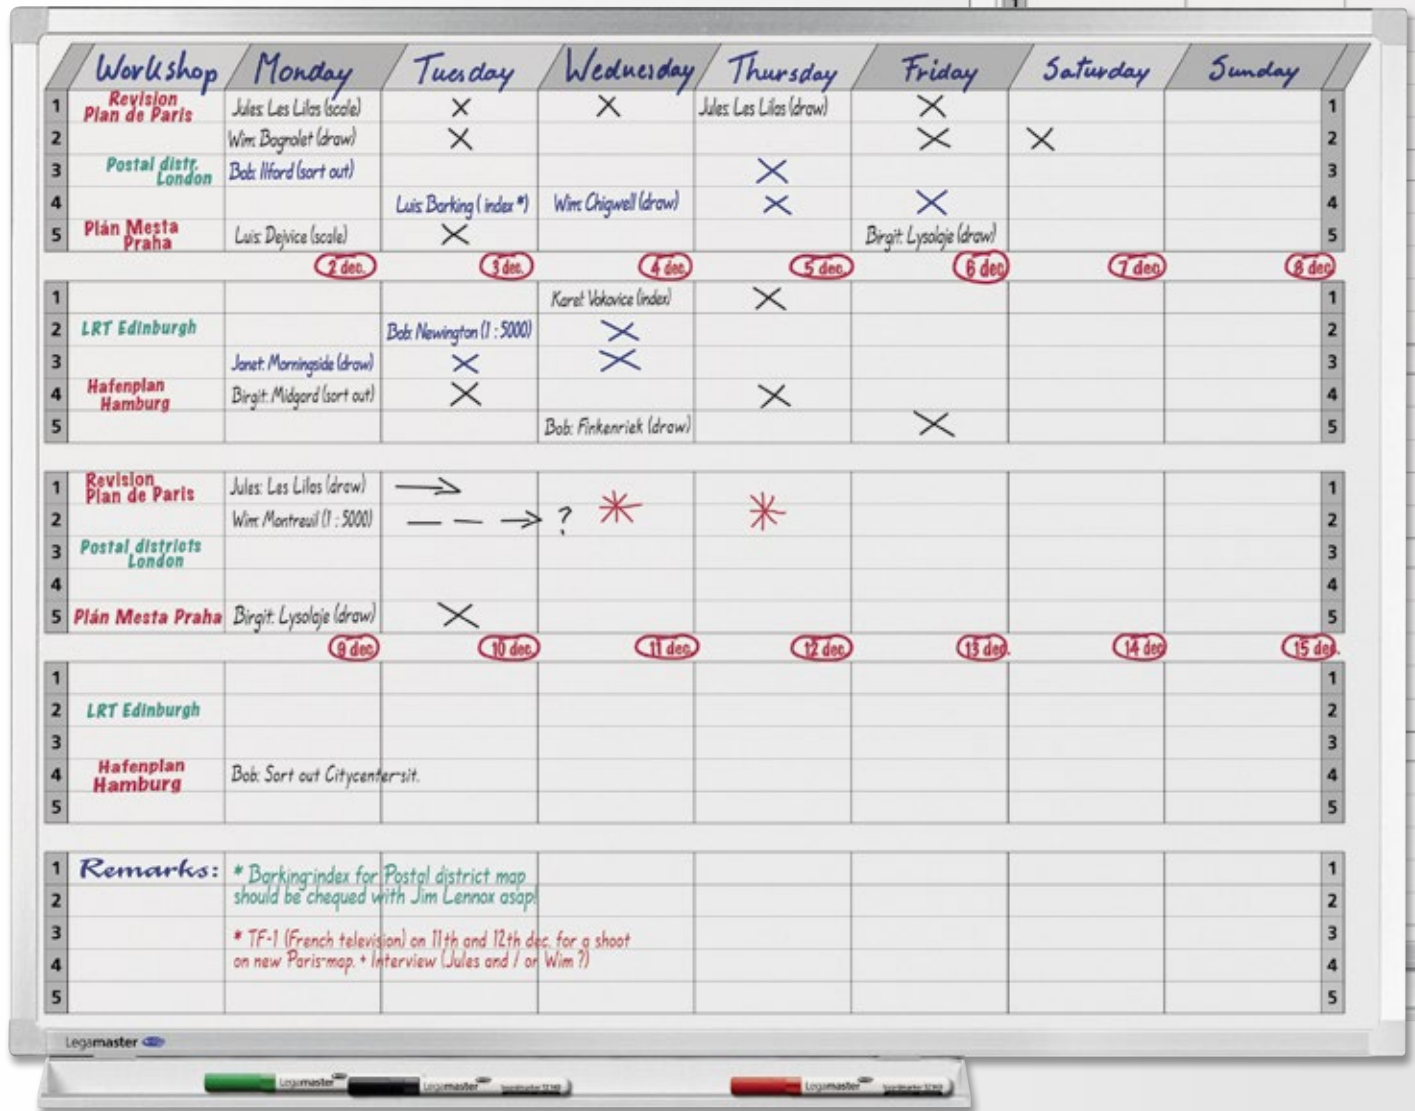 Workshop Monday Tuesday Wednesday Thursday Friday Saturday Sunday
1 Revision Jules: Les Lilas (scale) X X Jules: Les Lilas (draw) X 1
Plan de Paris
2 Wim: Bagnolet (draw) X X X 2
3 Postal distr. Bob: Ilford (sort out) X 3
London
4 Luis: Barking (index *) Wim: Chigwell (draw) X X 4
5 Plán Mesta Luis: Dejvice (scale) X Birgit: Lysolaje (draw) 5
Praha
2 dec. 3 dec. 4 dec. 5 dec. 6 dec 7 dec 8 dec
1 Karel: Vokovice (index) X 1
2 LRT Edinburgh Bob: Newington (1 : 5000) X 2
3 Janet: Morningside (draw) X X 3
4 Hafenplan Birgit: Midgard (sort out) X X 4
Hamburg
5 Bob: Finkenriek (draw) X 5
1 Revision Jules: Les Lilas (draw) 1
Plan de Paris
2 Wim: Montreuil (1 : 5000) ? 2
3 Postal districts 3
London
4 4
5 Plán Mesta Praha Birgit: Lysolaje (draw) X 5
9 dec. 10 dec. 11 dec. 12 dec. 13 dec. 14 dec 15 dec.
1 1
2 LRT Edinburgh 2
3 3
4 Hafenplan Bob: Sort out Citycenter-sit. 4
Hamburg
5 5
1 Remarks: * Barking-index for Postal district map 1
2 should be chequed with Jim Lennox asap! 2
3 * TF-1 (French television) on 11th and 12th dec. for a shoot 3
4 on new Paris-map. + Interview (Jules and / or Wim ?) 4
5 5
Legamaster
Legamaster Legamaster Legamaster